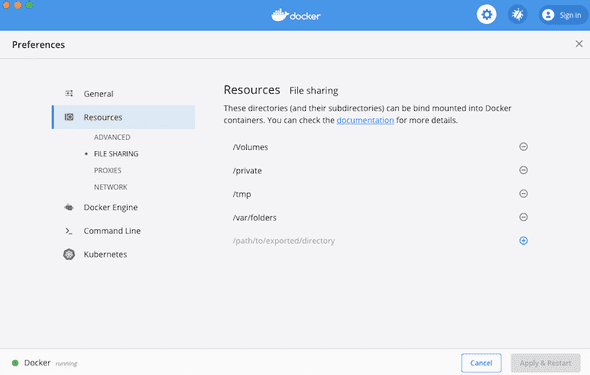 docker
Sign in
Preferences
General
Resources
ADVANCED
FILE SHARING
PROXIES
NETWORK
Docker Engine
Command Line
Kubernetes
Resources File sharing
These directories (and their subdirectories) can be bind mounted into Docker
containers. You can check the documentation for more details.
/Volumes
/private
/tmp
/var/folders
/path/to/exported/directory
Docker running
Cancel
Apply & Restart